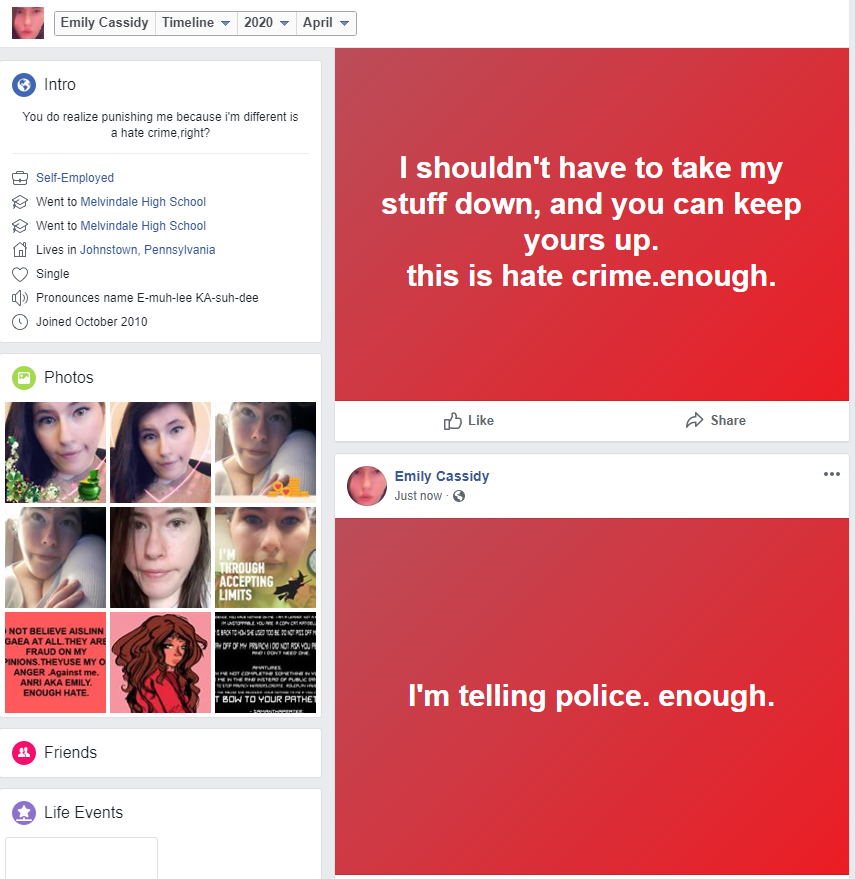 Emily Cassidy Timeline 2020 April
Intro
You do realize punishing me because i'm different is
a hate crime,right?
Self-Employed
Went to Melvindale High School
Went to Melvindale High School
Lives in Johnstown, Pennsylvania
Single
Pronounces name E-muh-lee KA-suh-dee
Joined October 2010
Photos
I'M
THROUGH
ACCEPTING
LIMITS
NOT BELIEVE AISLINN
GAEA AT ALL.THEY ARE
FRAUD ON MY
PINIONS.THEYUSE MY O
ANGER .Against me.
ANRI AKA EMILY.
ENOUGH HATE.
AMATURES.
Friends
Life Events
I shouldn't have to take my
stuff down, and you can keep
yours up.
this is hate crime.enough.
Like
Share
Emily Cassidy
Just now ·
I'm telling police. enough.